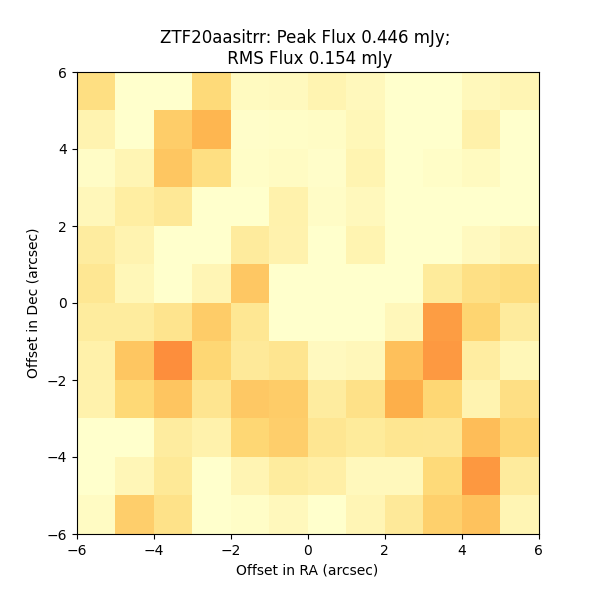 ZTF20aasitrr: Peak Flux 0.446 mJy;
RMS Flux 0.154 mJy
6
4
2
0
−2
−4
−6
Offset in Dec (arcsec)
−6 −4 −2 0 2 4 6
Offset in RA (arcsec)